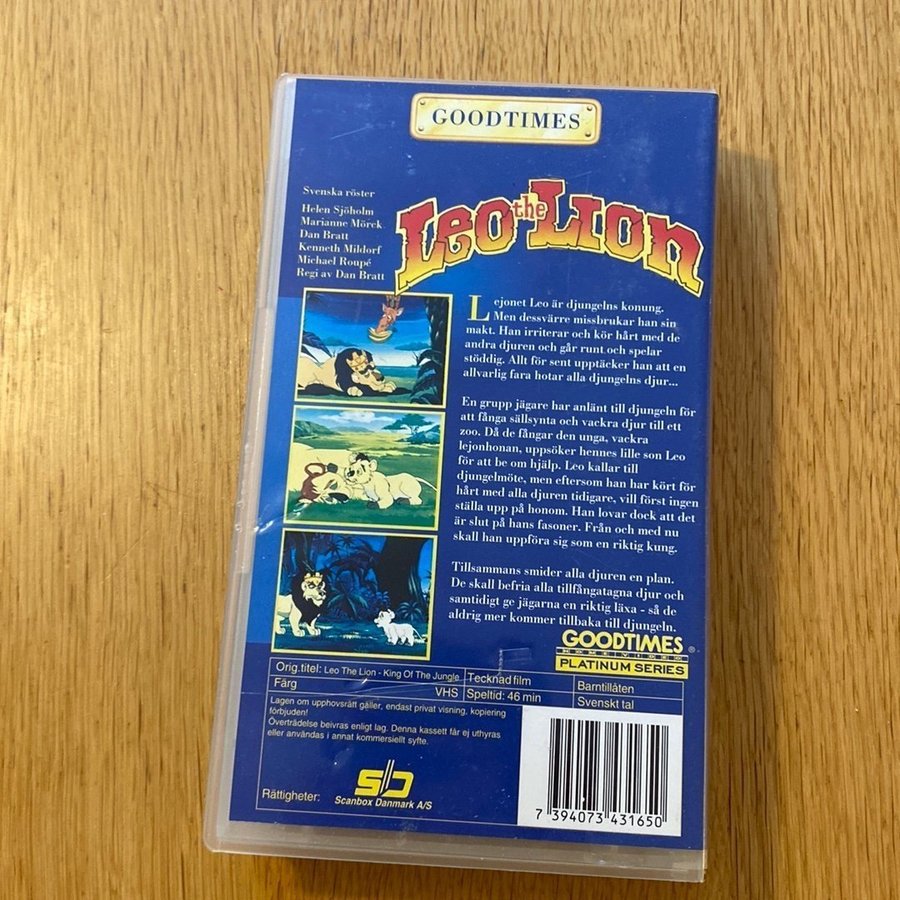 GOODTIMES
Svenska röster
Helen Sjöholm
Marianne Mörck
Dan Bratt
Kenneth Mildorf
Michael Roupé
Regi av Dan Bratt
Leo the Lion
Lejonet Leo är djungelns konung.
Men dessvärre missbrukar han sin
makt. Han irriterar och kör hårt med de
andra djuren och går runt och spelar
stöddig. Allt för sent upptäcker han att en
allvarlig fara hotar alla djungelns djur...
En grupp jägare har anlänt till djungeln för
att fånga sällsynta och vackra djur till ett
zoo. Då de fångar den unga, vackra
lejonhonan, uppsöker hennes lille son Leo
för att be om hjälp. Leo kallar till
djungelmöte, men eftersom han har kört för
hårt med alla djuren tidigare, vill först ingen
ställa upp på honom. Han lovar dock att det
är slut på hans fasoner. Från och med nu
skall han uppföra sig som en riktig kung.
Tillsammans smider alla djuren en plan.
De skall befria alla tillfångatagna djur och
samtidigt ge jägarna en riktig läxa - så de
aldrig mer kommer tillbaka till djungeln.
GOODTIMES®
HOME VIDEO
PLATINUM SERIES
Orig.titel: Leo The Lion - King Of The Jungle Tecknad film
Färg VHS Speltid: 46 min Barntillåten
Svenskt tal
Lagen om upphovsrätt gäller, endast privat visning, kopiering
förbjuden!
Överträdelse beivras enligt lag. Denna kassett får ej uthyras
eller användas i annat kommersiellt syfte.
Rättigheter: SD
Scanbox Danmark A/S
7 394073 431650